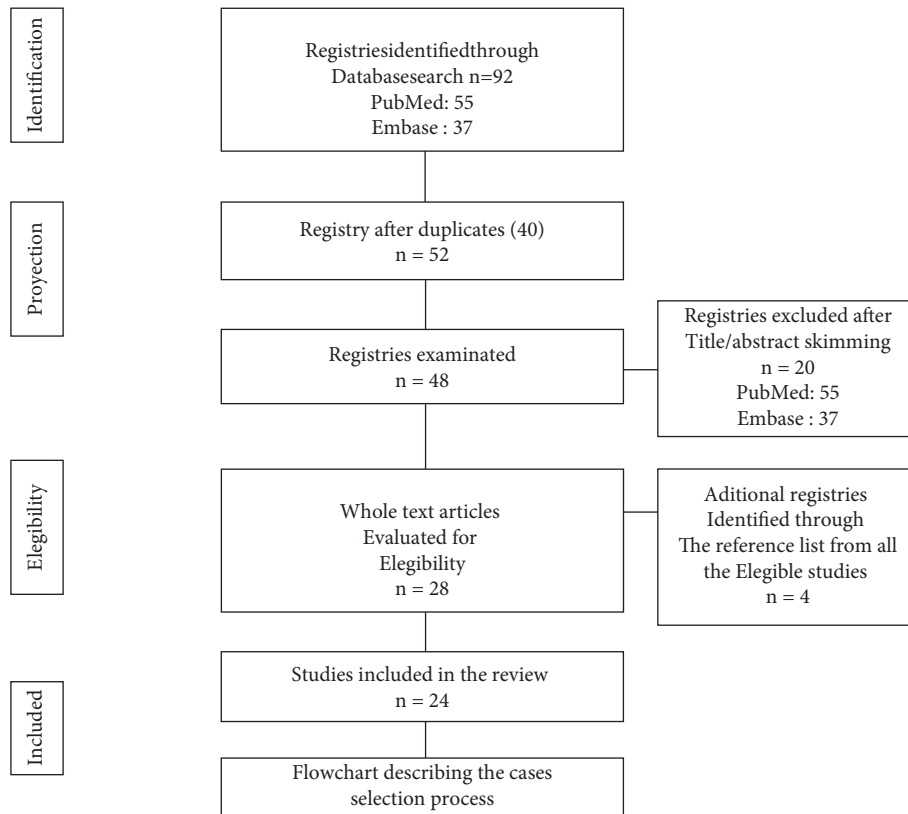 Identification
Registriesidentifiedthrough
Databasesearch n=92
PubMed: 55
Embase : 37
Proyection
Registry after duplicates (40)
n = 52
Registries examinated
n = 48
Registries excluded after
Title/abstract skimming
n = 20
PubMed: 55
Embase : 37
Elegibility
Whole text articles
Evaluated for
Elegibility
n = 28
Aditional registries
Identified through
The reference list from all
the Elegible studies
n = 4
Included
Studies included in the review
n = 24
Flowchart describing the cases
selection process